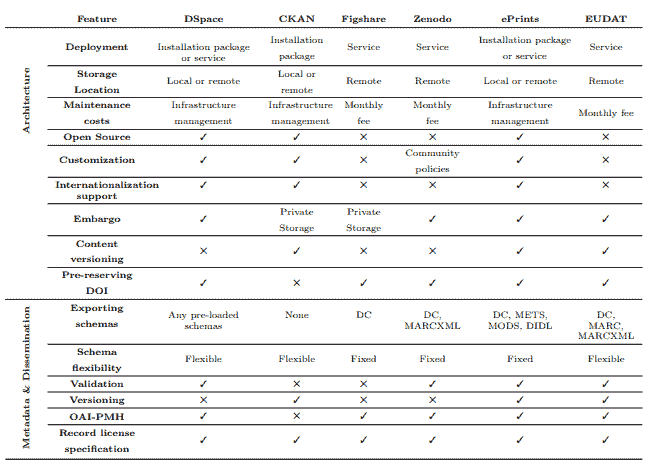 Feature DSpace CKAN Figshare Zenodo ePrints EUDAT
Architecture
Deployment Installation package or service Installation package Service Service Installation package or service Service
Storage Location Local or remote Local or remote Remote Remote Local or remote Remote
Maintenance costs Infrastructure management Infrastructure management Monthly fee Monthly fee Infrastructure management Monthly fee
Open Source ✓ ✓ × × ✓ ×
Customization ✓ ✓ × Community policies ✓ ×
Internationalization support ✓ ✓ × × ✓ ×
Embargo ✓ Private Storage Private Storage ✓ ✓ ✓
Content versioning × ✓ × × ✓ ✓
Pre-reserving DOI ✓ × ✓ ✓ ✓ ✓
Metadata & Dissemination
Exporting schemas Any pre-loaded schemas None DC DC, MARCXML DC, METS, MODS, DIDL DC, MARC, MARCXML
Schema flexibility Flexible Flexible Fixed Fixed Fixed Flexible
Validation ✓ × × ✓ ✓ ✓
Versioning × ✓ × × ✓ ✓
OAI-PMH ✓ × ✓ ✓ ✓ ✓
Record license specification ✓ ✓ ✓ ✓ ✓ ✓